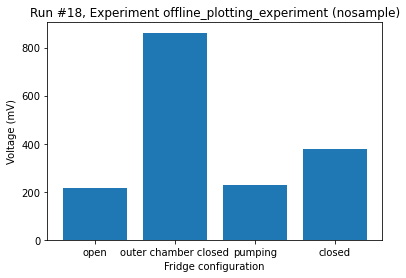 Run #18, Experiment offline_plotting_experiment (nosample)
Voltage (mV)
800
600
400
200
0
open outer chamber closed pumping closed
Fridge configuration